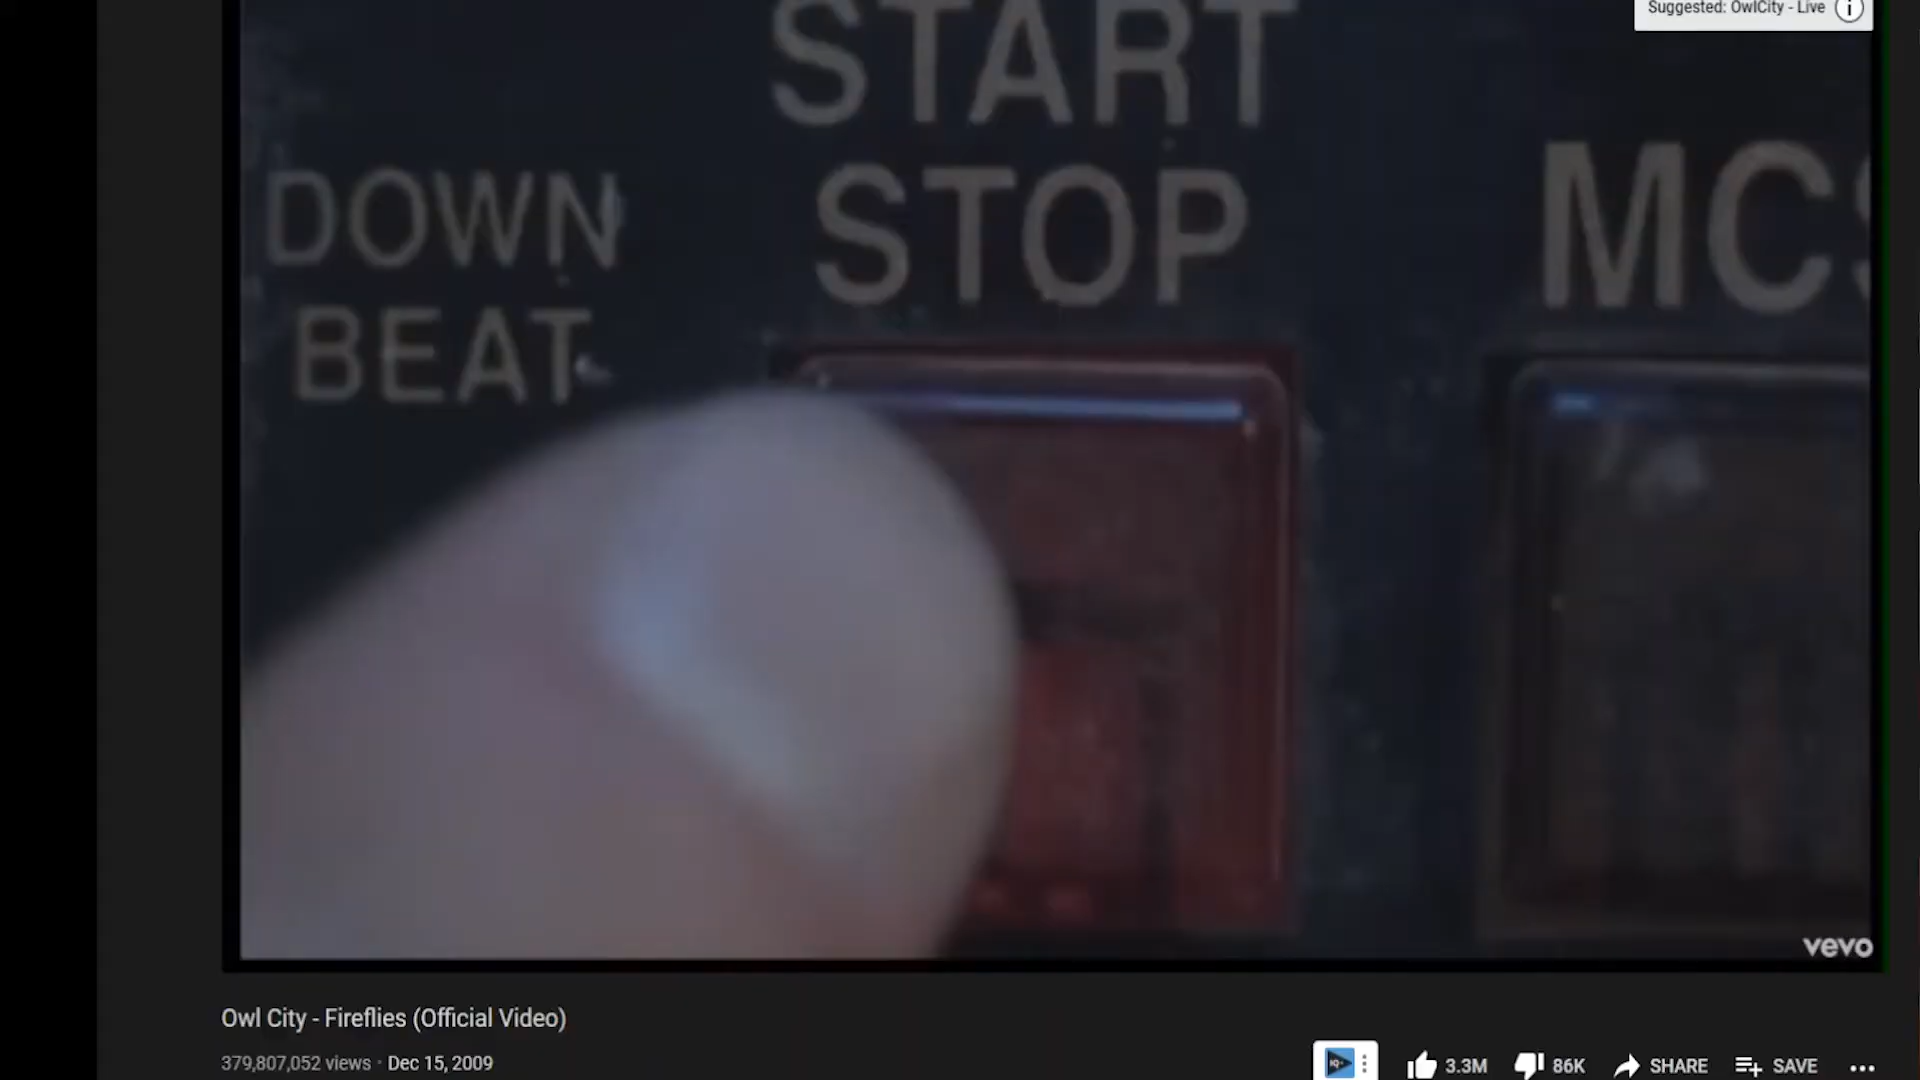 Suggested: OwlCity - Live
START
STOP
DOWN
BEAT
MC
vevo
Owl City - Fireflies (Official Video)
379,807,052 views · Dec 15, 2009
3.3M
86K
SHARE
SAVE